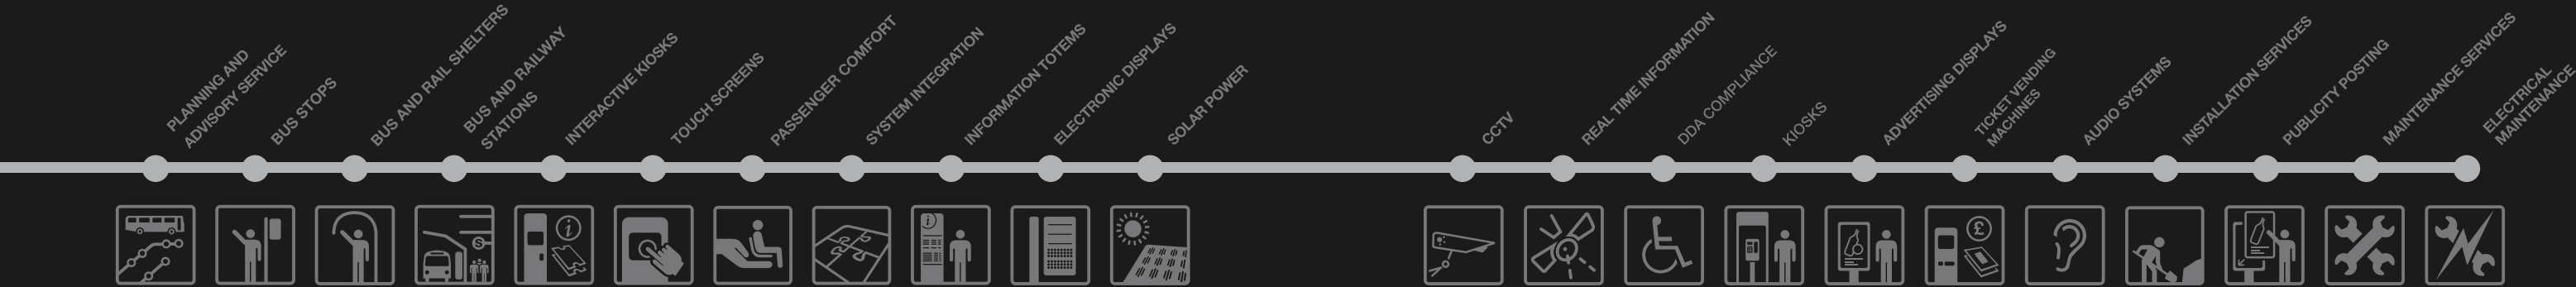 PLANNING AND
ADVISORY SERVICE
BUS STOPS
BUS AND RAIL SHELTERS
BUS AND RAILWAY
STATIONS
INTERACTIVE KIOSKS
TOUCH SCREENS
PASSENGER COMFORT
SYSTEM INTEGRATION
INFORMATION TOTEMS
ELECTRONIC DISPLAYS
SOLAR POWER
CCTV
REAL TIME INFORMATION
DDA COMPLIANCE
KIOSKS
ADVERTISING DISPLAYS
TICKET VENDING
MACHINES
AUDIO SYSTEMS
INSTALLATION SERVICES
PUBLICITY POSTING
MAINTENANCE SERVICES
ELECTRICAL
MAINTENANCE
S
i
i
£